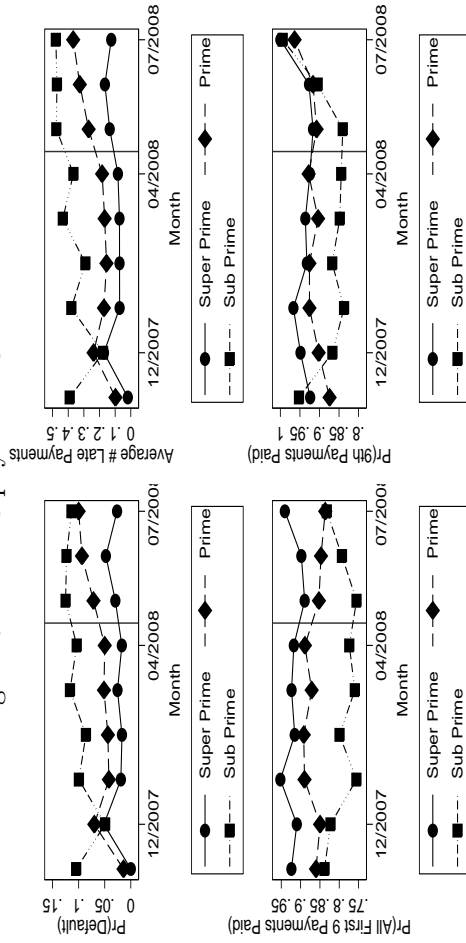 Pr(Default)
0 .05 .1 .15
12/2007 04/2008 07/200
Month
Super Prime Prime
Sub Prime
Average # Late Payments
0 .1 .2 .3 .4 .5
12/2007 04/2008 07/2008
Month
Super Prime Prime
Sub Prime
Pr(All First 9 Payments Paid)
.75 .8 .85 .9 .95
12/2007 04/2008 07/200
Month
Super Prime Prime
Sub Prime
Pr(9th Payments Paid)
.8 .85 .9 .95 1
12/2007 04/2008 07/2008
Month
Super Prime Prime
Sub Prime